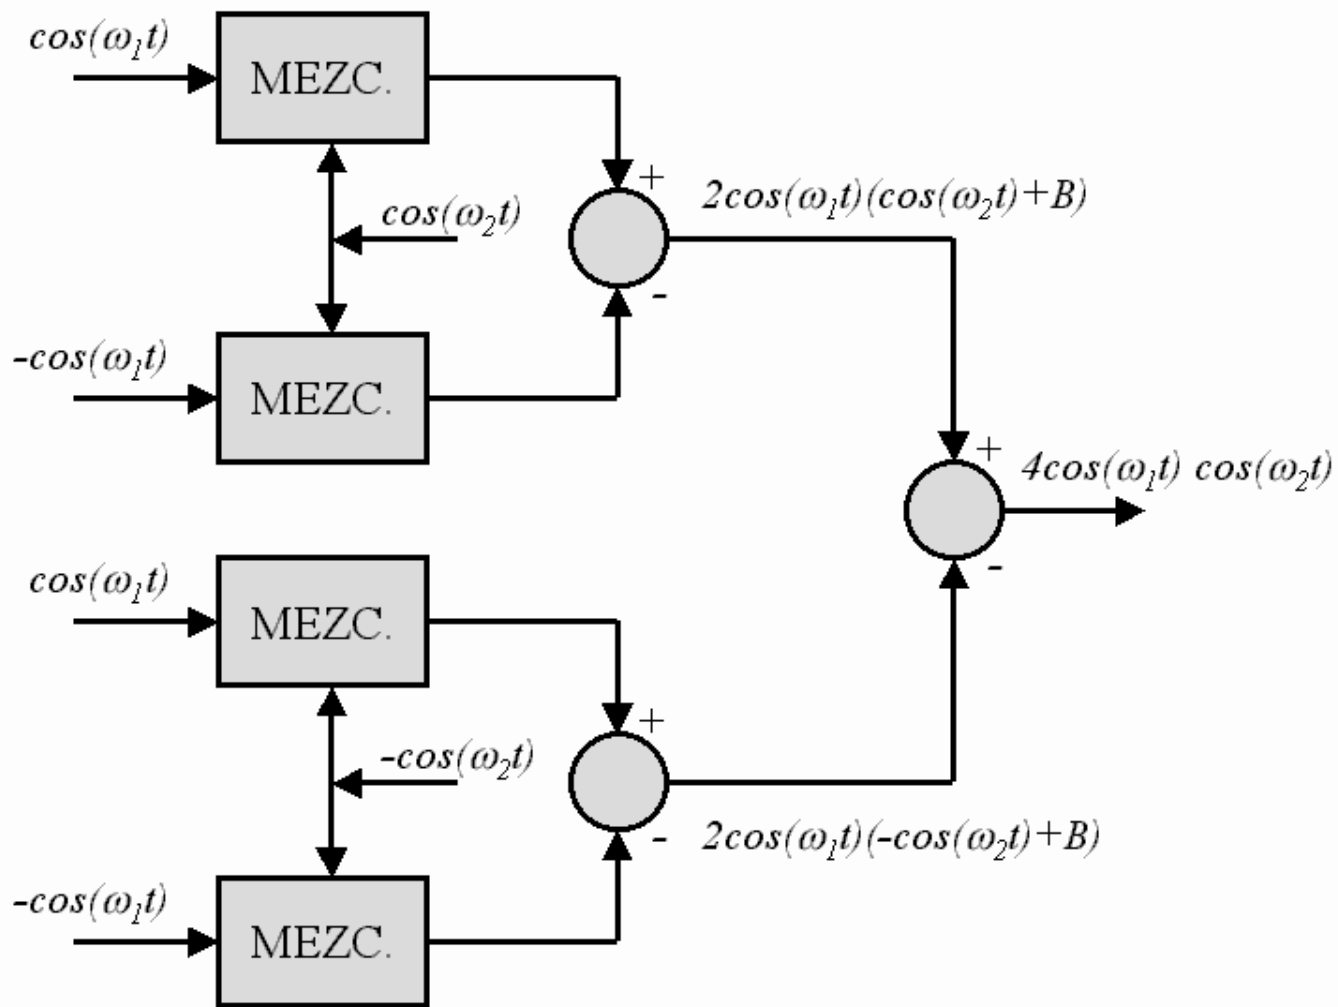 cos(ω₁t)
MEZC.
+
cos(ω₂t)
2cos(ω₁t)(cos(ω₂t)+B)
-
-cos(ω₁t)
MEZC.
+
4cos(ω₁t) cos(ω₂t)
-
cos(ω₁t)
MEZC.
+
-cos(ω₂t)
-
2cos(ω₁t)(-cos(ω₂t)+B)
-cos(ω₁t)
MEZC.